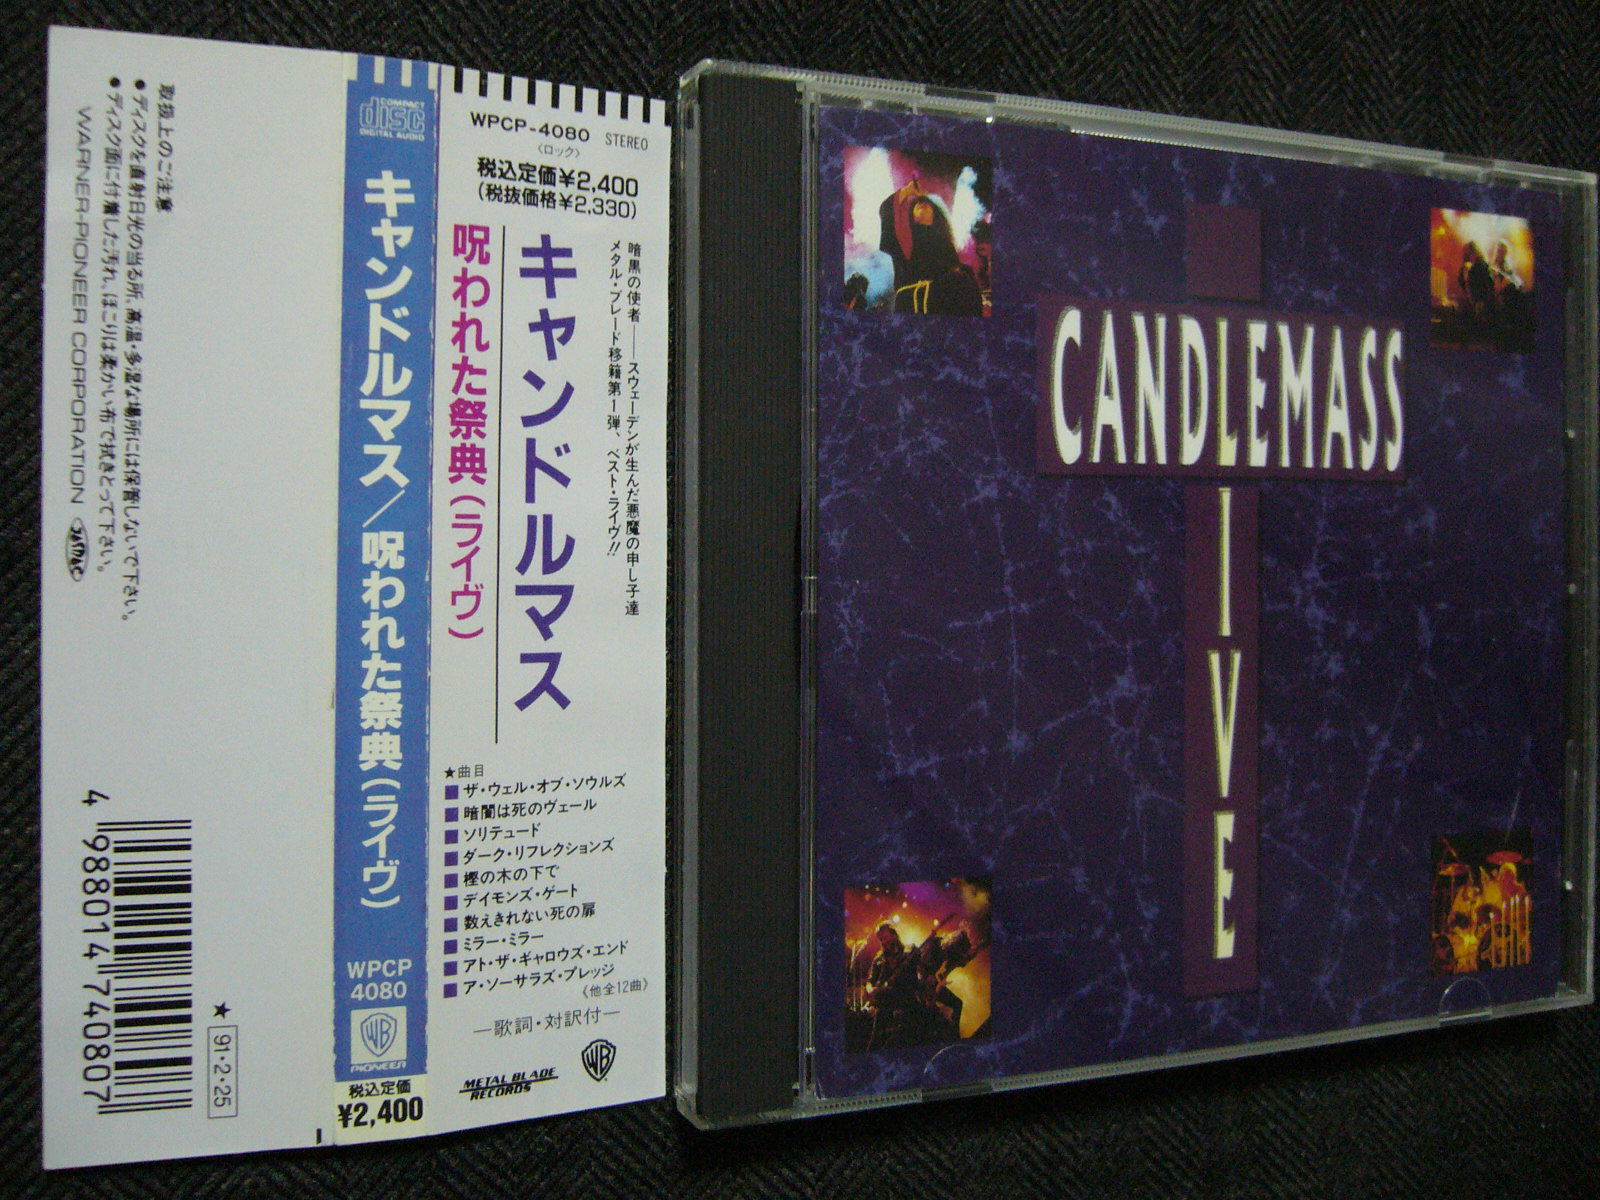 取扱上のご注意
●ディスクを直射日光の当る所、高温・多湿な場所には保管しないで下さい。
●ディスク面に付着した汚れ、ほこりは柔かい布で拭きとって下さい。
WARNER-PIONEER CORPORATION
JASRAC
4 988014 740807
★
91・2・25
COMPACT
disc
DIGITAL AUDIO
キャンドルマス/呪われた祭典(ライヴ)
WPCP
4080
WB
PIONEER
税込定価
¥2,400
WPCP-4080 STEREO
〈ロック〉
税込定価¥2,400
(税抜価格¥2,330)
暗黒の使者──スウェーデンが生んだ悪魔の申し子達
メタル・ブレード移籍第1弾、ベスト・ライヴ!!
キャンドルマス
呪われた祭典(ライヴ)
★曲目
■ザ・ウェル・オブ・ソウルズ
■暗闇は死のヴェール
■ソリテュード
■ダーク・リフレクションズ
■樫の木の下で
■デイモンズ・ゲート
■数えきれない死の扉
■ミラー・ミラー
■アト・ザ・ギャロウズ・エンド
■ア・ソーサラズ・プレッジ
《他全12曲》
―歌詞・対訳付―
METAL BLADE
RECORDS
WB
CANDLEMASS
LIVE